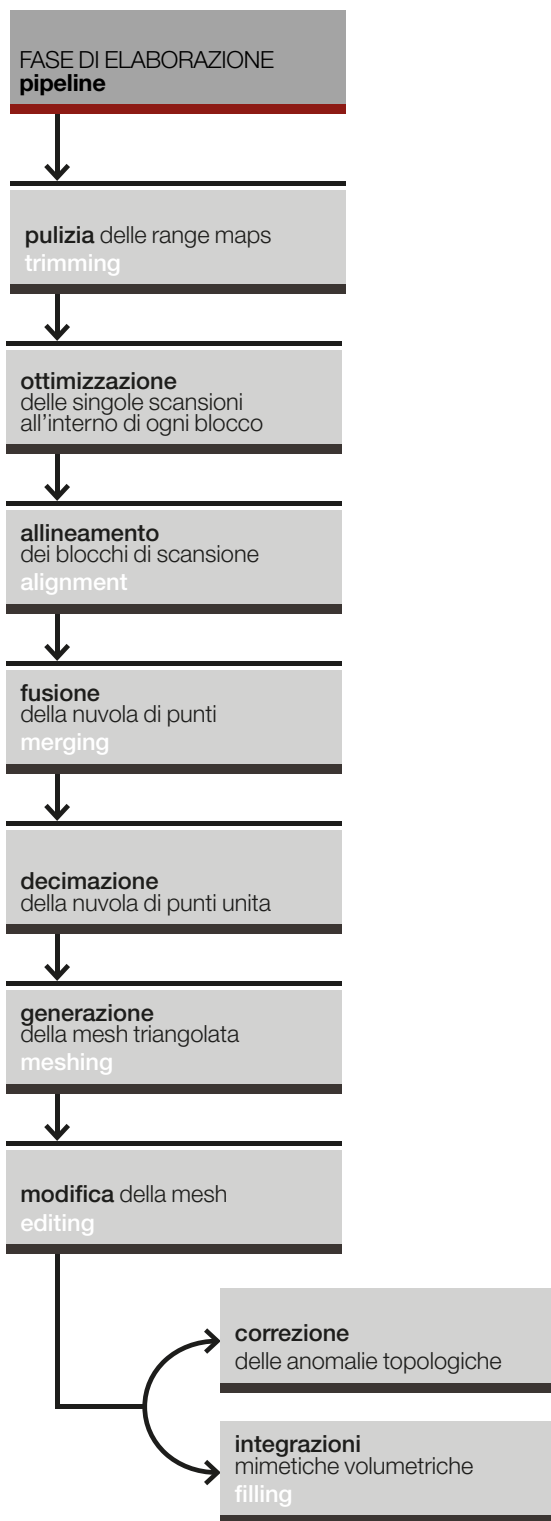 FASE DI ELABORAZIONE
pipeline
pulizia delle range maps
trimming
ottimizzazione
delle singole scansioni
all'interno di ogni blocco
allineamento
dei blocchi di scansione
alignment
fusione
della nuvola di punti
merging
decimazione
della nuvola di punti unita
generazione
della mesh triangolata
meshing
modifica della mesh
editing
correzione
delle anomalie topologiche
integrazioni
mimetiche volumetriche
filling